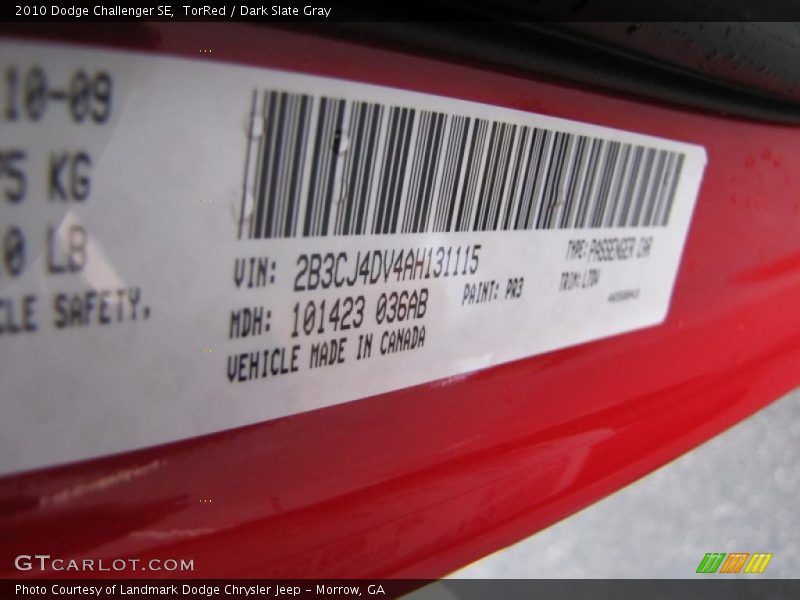 2010 Dodge Challenger SE,  TorRed / Dark Slate Gray
10-09
5 KG
0 LB
CLE SAFETY.
VIN: 2B3CJ4DV4AH131115
TYPE: PASSENGER CAR
MDH: 101423 036AB
PAINT: PR3
TRIM:
VEHICLE MADE IN CANADA
GTCARLOT.COM
Photo Courtesy of Landmark Dodge Chrysler Jeep – Morrow, GA